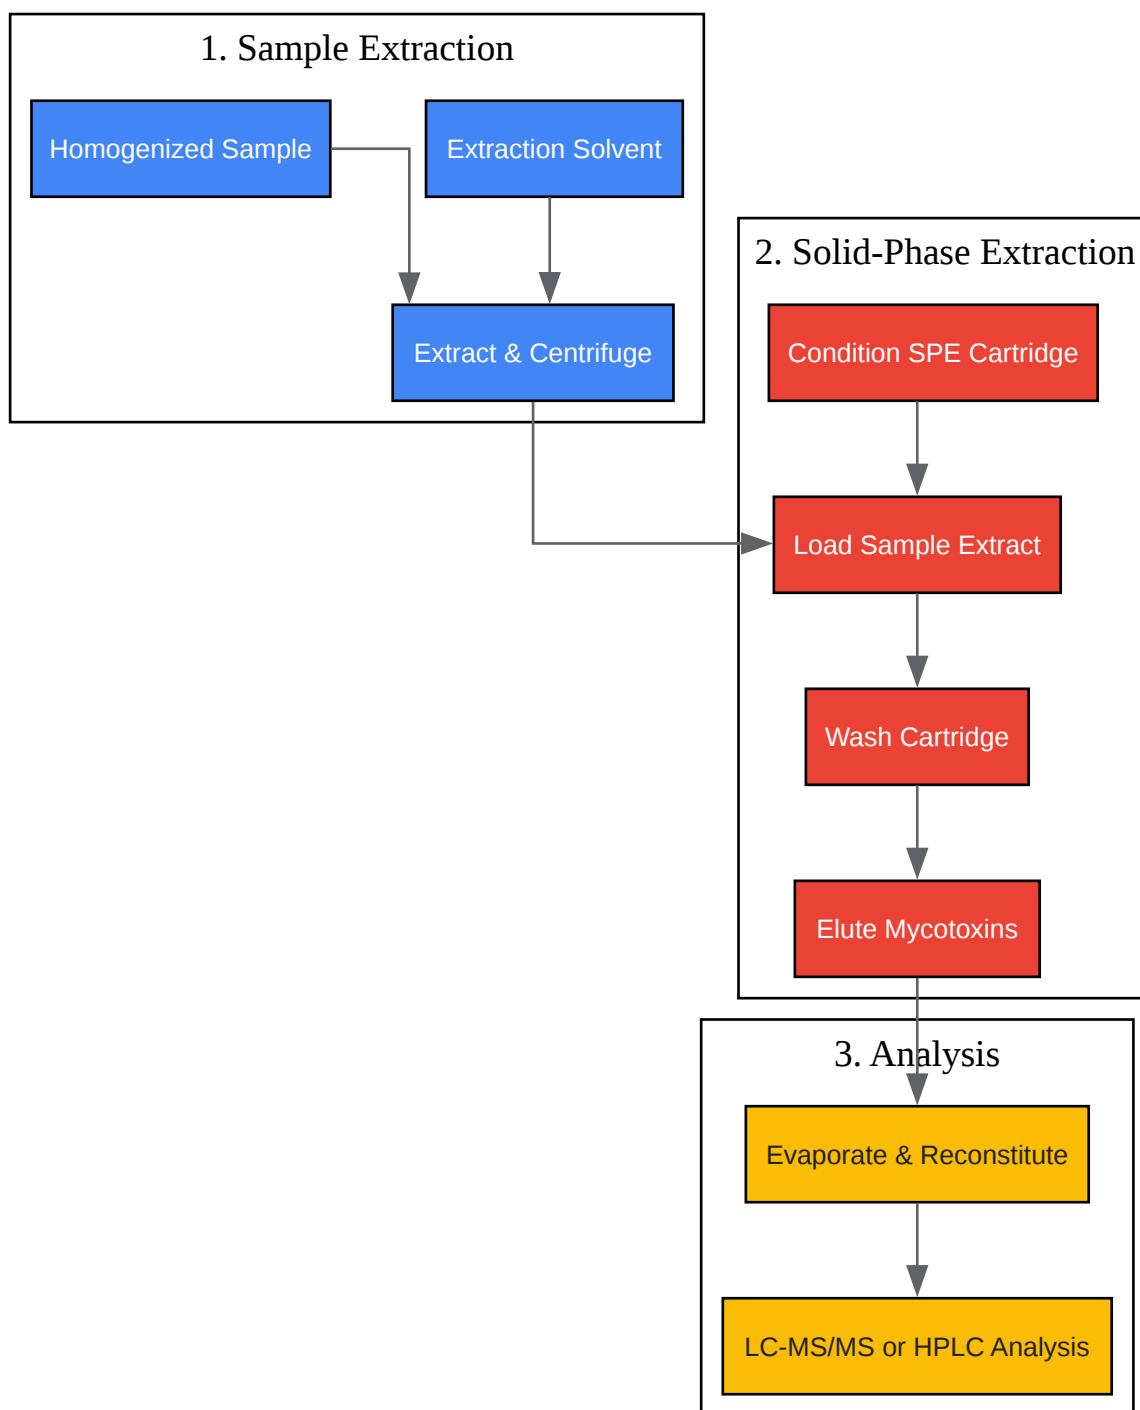 1. Sample Extraction
Homogenized Sample
Extraction Solvent
Extract & Centrifuge
2. Solid-Phase Extraction
Condition SPE Cartridge
Load Sample Extract
Wash Cartridge
Elute Mycotoxins
3. Analysis
Evaporate & Reconstitute
LC-MS/MS or HPLC Analysis